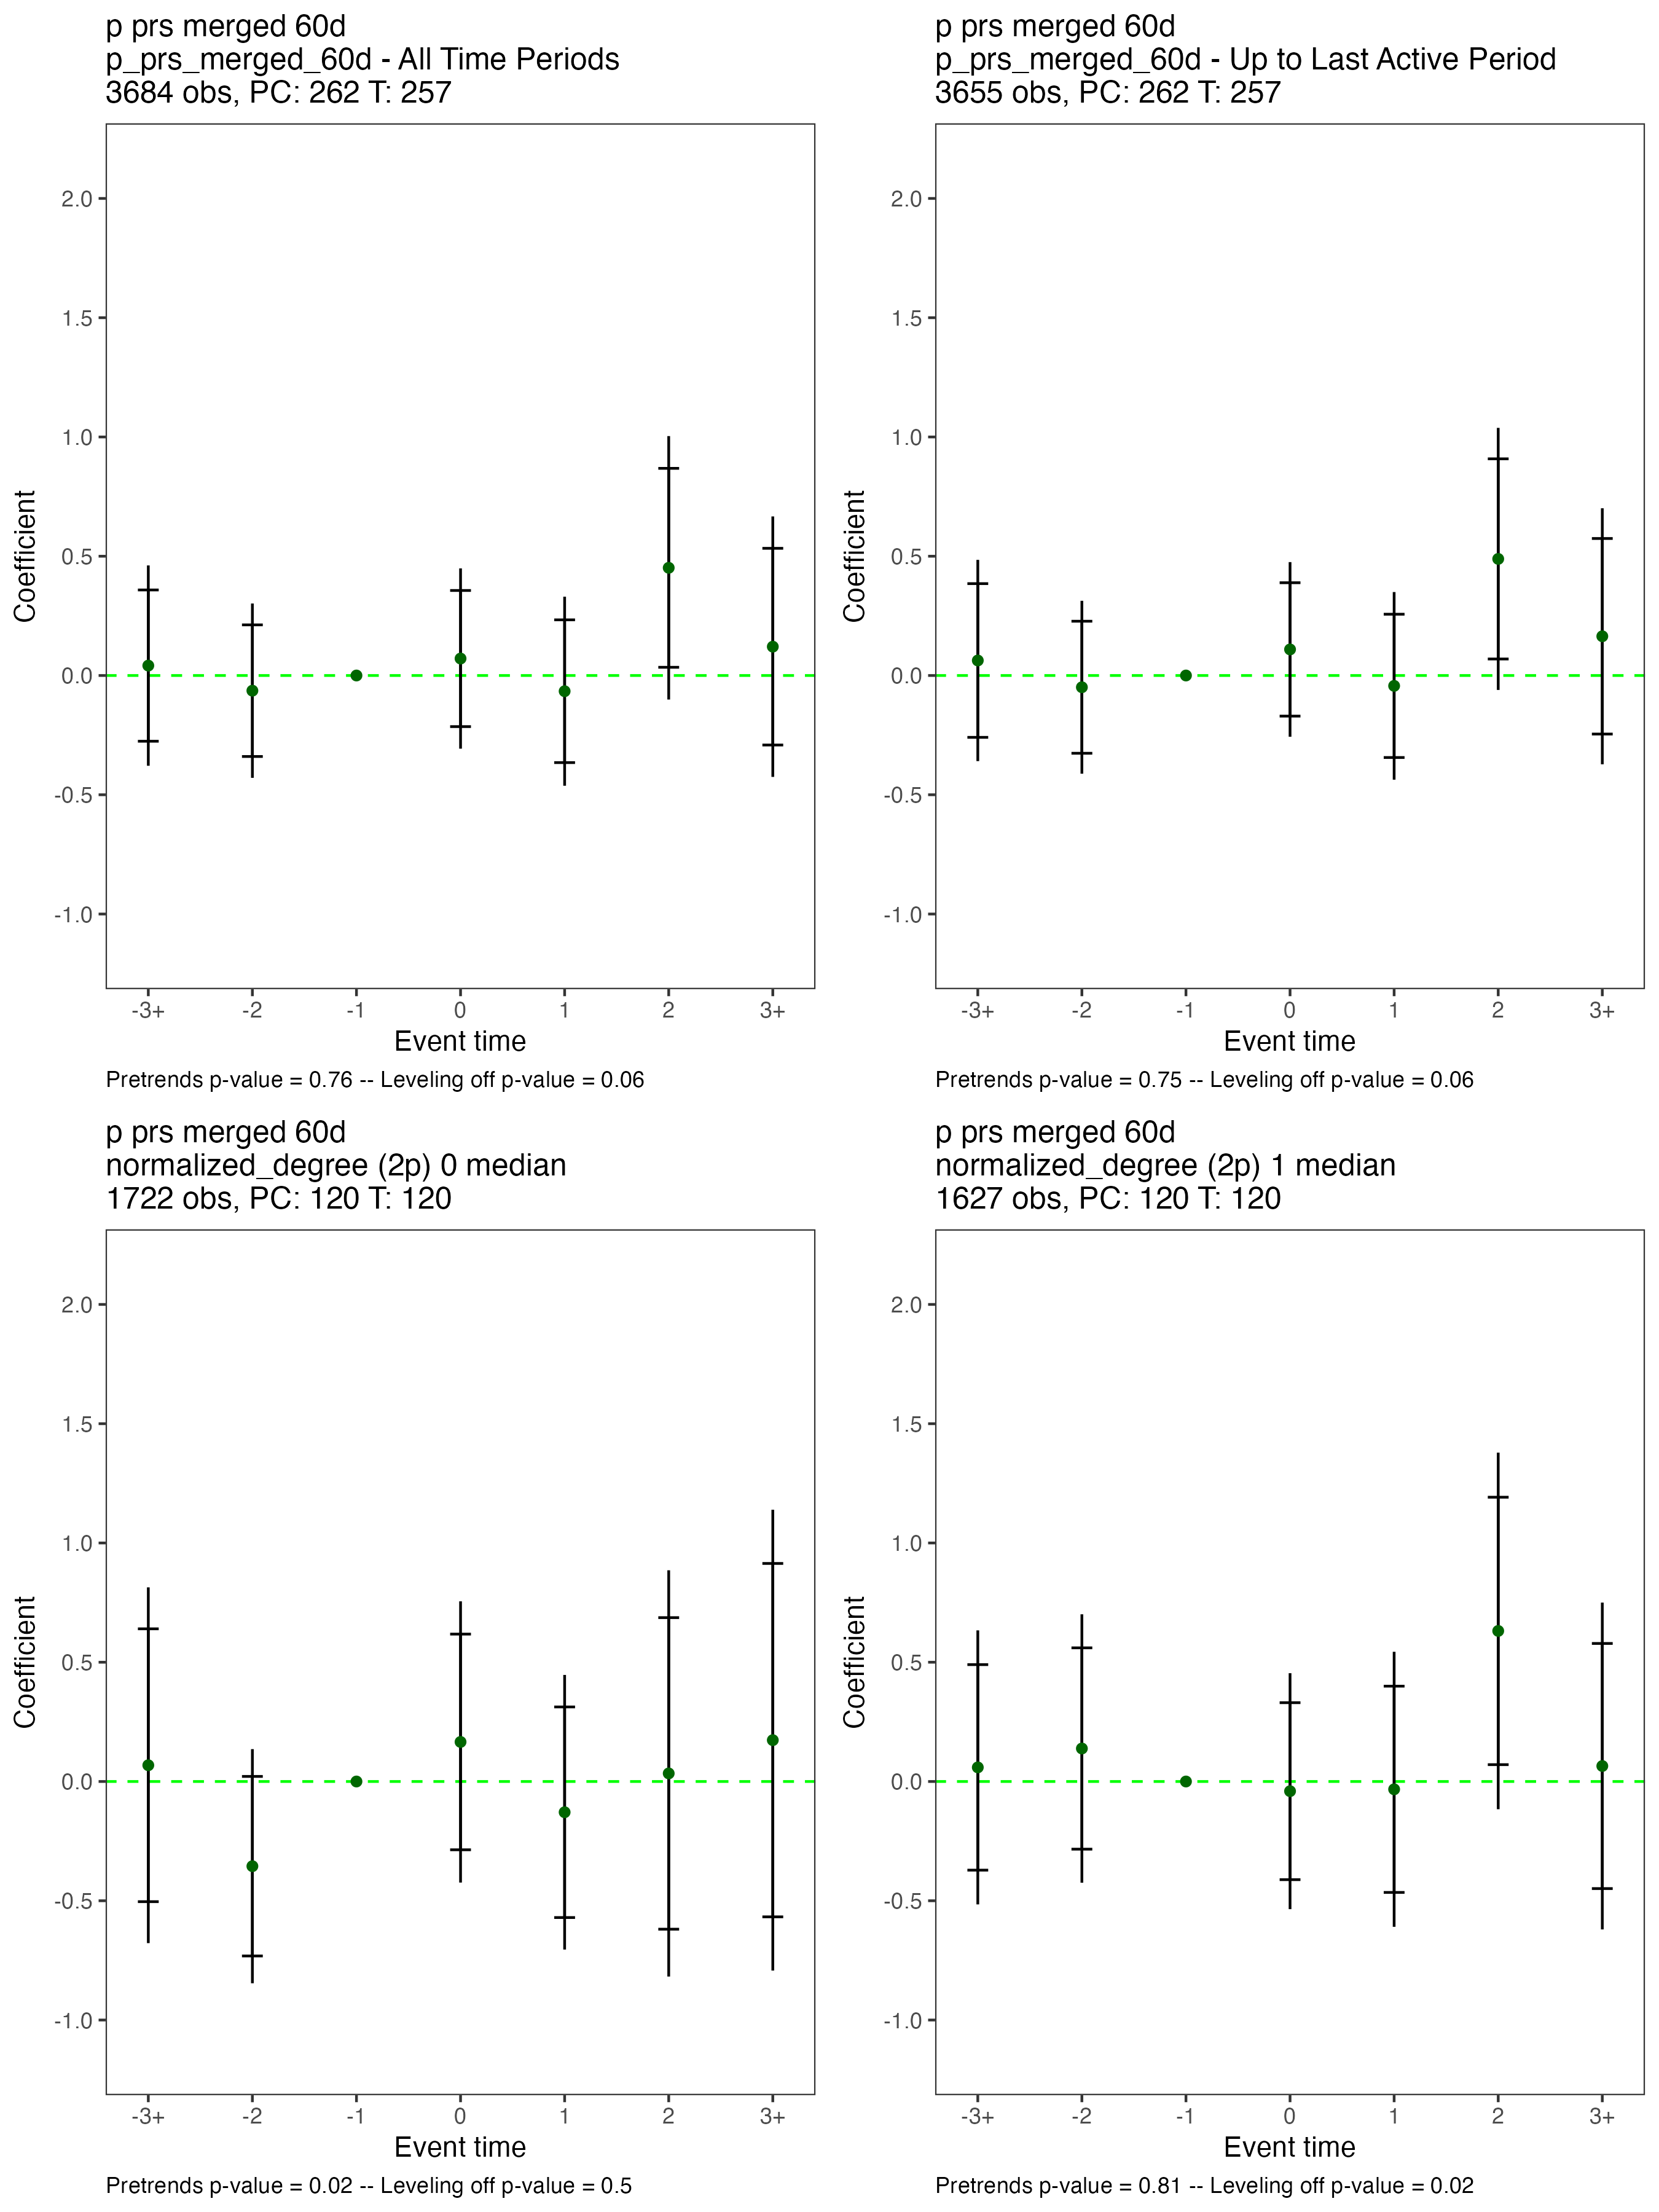 p prs merged 60d
p_prs_merged_60d - All Time Periods
3684 obs, PC: 262 T: 257
Coefficient
2.0
1.5
1.0
0.5
0.0
-0.5
-1.0
-3+ -2 -1 0 1 2 3+
Event time
Pretrends p-value = 0.76 -- Leveling off p-value = 0.06
p prs merged 60d
p_prs_merged_60d - Up to Last Active Period
3655 obs, PC: 262 T: 257
Coefficient
2.0
1.5
1.0
0.5
0.0
-0.5
-1.0
-3+ -2 -1 0 1 2 3+
Event time
Pretrends p-value = 0.75 -- Leveling off p-value = 0.06
p prs merged 60d
normalized_degree (2p) 0 median
1722 obs, PC: 120 T: 120
Coefficient
2.0
1.5
1.0
0.5
0.0
-0.5
-1.0
-3+ -2 -1 0 1 2 3+
Event time
Pretrends p-value = 0.02 -- Leveling off p-value = 0.5
p prs merged 60d
normalized_degree (2p) 1 median
1627 obs, PC: 120 T: 120
Coefficient
2.0
1.5
1.0
0.5
0.0
-0.5
-1.0
-3+ -2 -1 0 1 2 3+
Event time
Pretrends p-value = 0.81 -- Leveling off p-value = 0.02